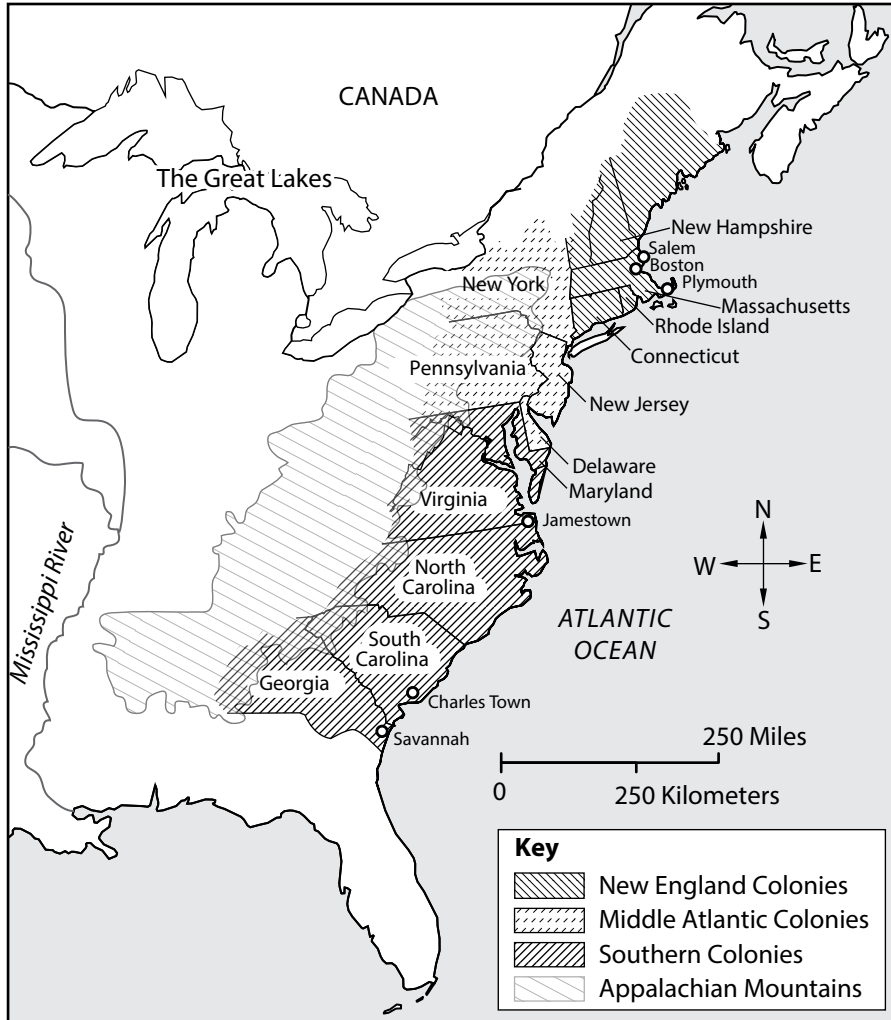 CANADA
The Great Lakes
New Hampshire
Salem
Boston
New York
Plymouth
Massachusetts
Rhode Island
Connecticut
Pennsylvania
New Jersey
Delaware
Maryland
Virginia
Jamestown
North
Carolina
N
W
E
S
Mississippi River
ATLANTIC
OCEAN
South
Carolina
Georgia
Charles Town
Savannah
250 Miles
0
250 Kilometers
Key
New England Colonies
Middle Atlantic Colonies
Southern Colonies
Appalachian Mountains